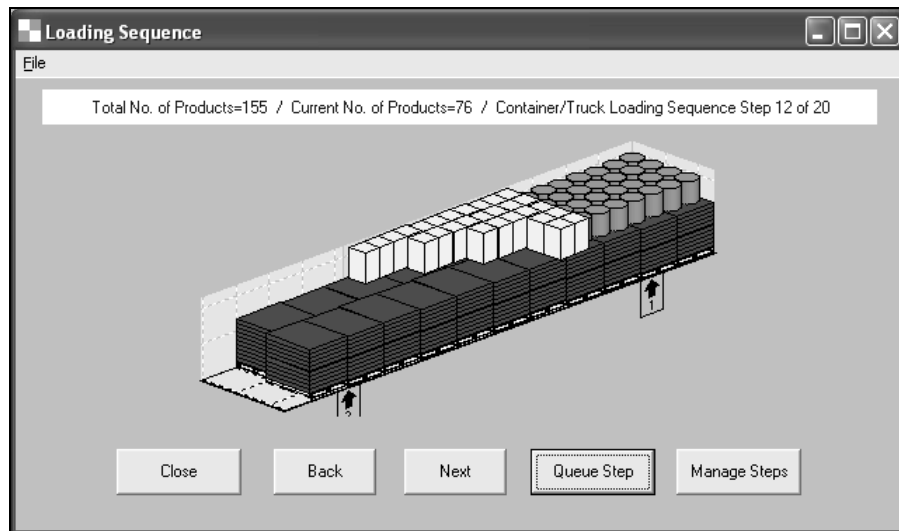 Loading Sequence
File
Total No. of Products=155 / Current No. of Products=76 / Container/Truck Loading Sequence Step 12 of 20
1
Close Back Next Queue Step Manage Steps